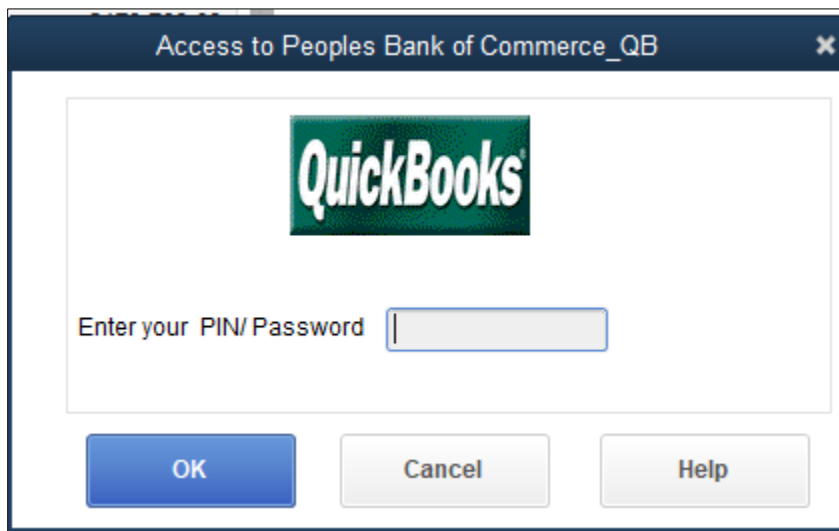 Access to Peoples Bank of Commerce_QB
QuickBooks
Enter your PIN/ Password
OK
Cancel
Help